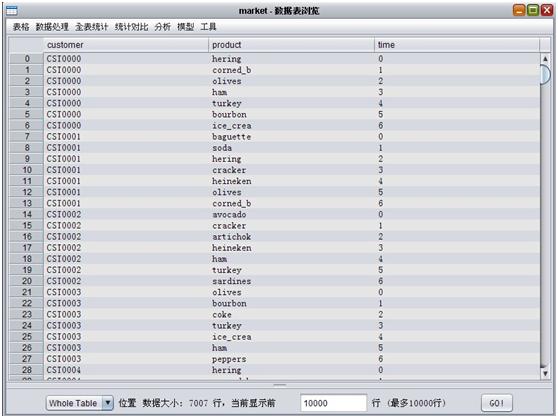 market - 数据表浏览
表格 数据处理 全表统计 统计对比 分析 模型 工具
customer product time
0 CST0000 hering 0
1 CST0000 corned_b 1
2 CST0000 olives 2
3 CST0000 ham 3
4 CST0000 turkey 4
5 CST0000 bourbon 5
6 CST0000 ice_crea 6
7 CST0001 baguette 0
8 CST0001 soda 1
9 CST0001 hering 2
10 CST0001 cracker 3
11 CST0001 heineken 4
12 CST0001 olives 5
13 CST0001 corned_b 6
14 CST0002 avocado 0
15 CST0002 cracker 1
16 CST0002 artichok 2
17 CST0002 heineken 3
18 CST0002 ham 4
19 CST0002 turkey 5
20 CST0002 sardines 6
21 CST0003 olives 0
22 CST0003 bourbon 1
23 CST0003 coke 2
24 CST0003 turkey 3
25 CST0003 ice_crea 4
26 CST0003 ham 5
27 CST0003 peppers 6
28 CST0004 hering 0
Whole Table 位置 数据大小: 7007 行, 当前显示前 10000 行 (最多10000行) GO!